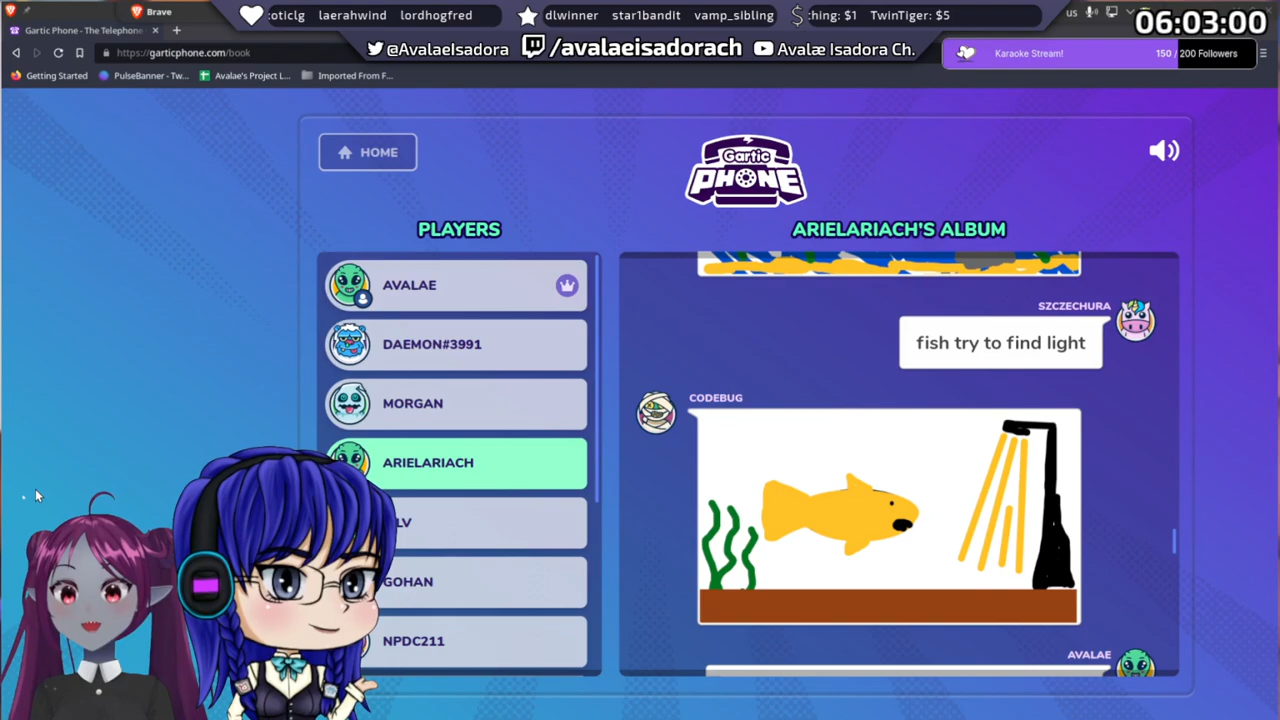 Brave
coticlg laerahwind lordhogfred
dlwinner star1bandit vamp_sibling
ching: $1 TwinTiger: $5
us
06:03:00
Gartic Phone - The Telephone
@AvalaeIsadora
/avalaeisadorach
Avalæ Isadora Ch.
https://garticphone.com/book
Karaoke Stream!
150 / 200 Followers
Getting Started
PulseBanner - Tw...
Avalae's Project L...
Imported From F...
HOME
Gartic
PHONE
PLAYERS
ARIELARIACH'S ALBUM
AVALAE
DAEMON#3991
MORGAN
ARIELARIACH
LV
GOHAN
NPDC211
SZCZECHURA
fish try to find light
CODEBUG
AVALAE